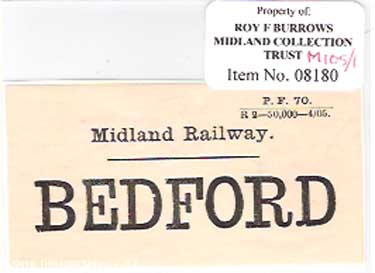 Property of:
ROY F BURROWS
MIDLAND COLLECTION
TRUST M105/1
Item No. 08180
P. F. 70.
R 2—50,000—4/05.
Midland Railway.
BEDFORD